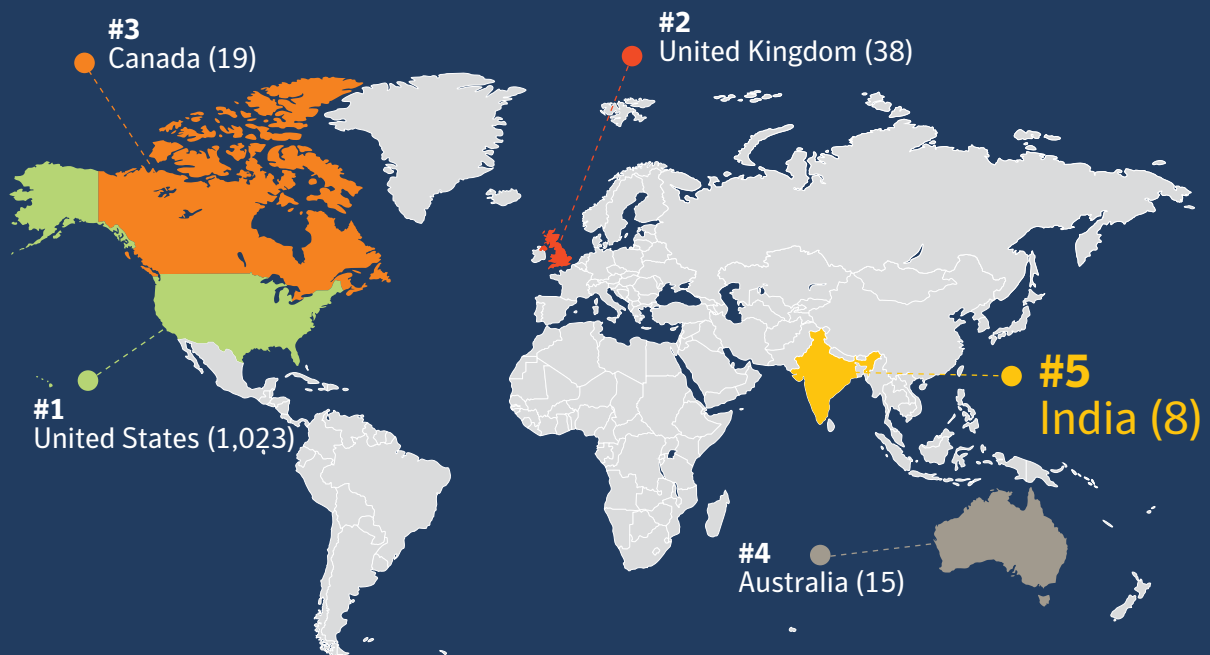 #3
Canada (19)
#2
United Kingdom (38)
#1
United States (1,023)
#5
India (8)
#4
Australia (15)